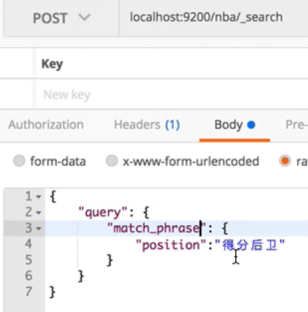 POST localhost:9200/nba/_search
Key
New key
Authorization Headers (1) Body Pre-
form-data x-www-form-urlencoded ra
1 {
2 "query": {
3 "match_phrase": {
4 "position":"得分后卫"
5 }
6 }
7 }